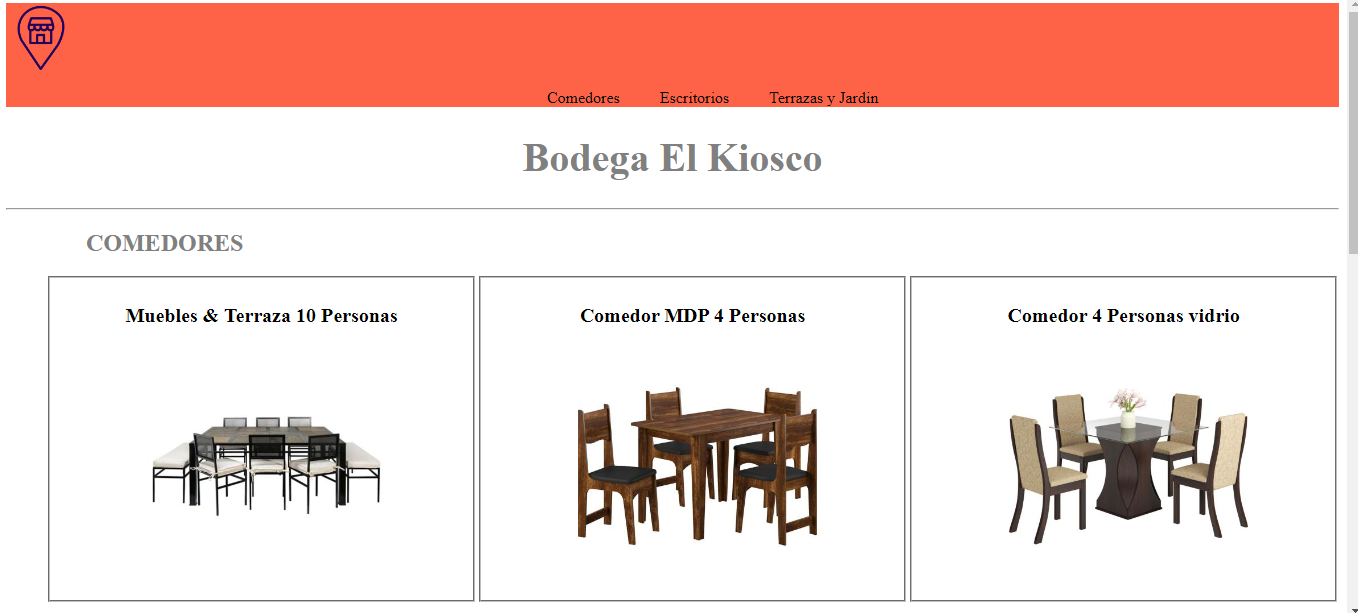 Comedores Escritorios Terrazas y Jardin
Bodega El Kiosco
COMEDORES
Muebles & Terraza 10 Personas
Comedor MDP 4 Personas
Comedor 4 Personas vidrio